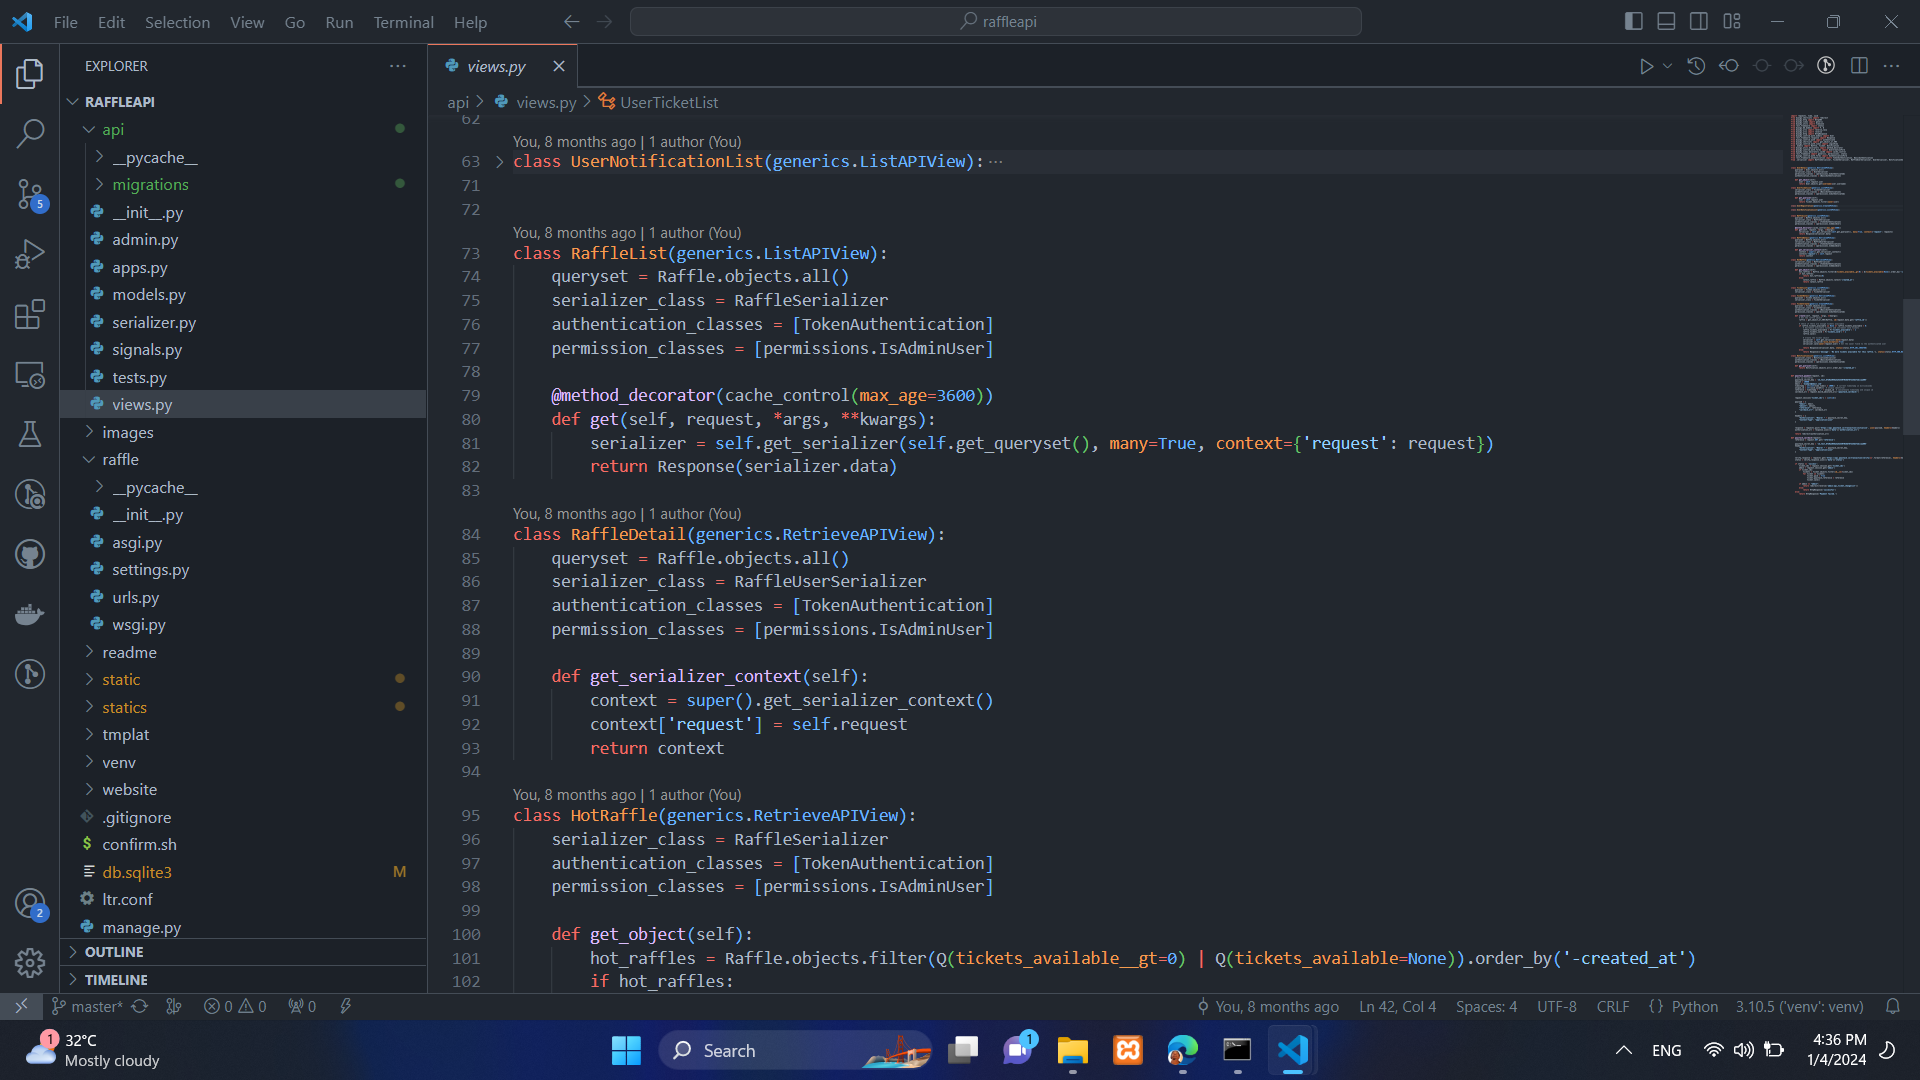 File Edit Selection View Go Run Terminal Help
raffleapi
EXPLORER
RAFFLEAPI
api
__pycache__
migrations
__init__.py
admin.py
apps.py
models.py
serializer.py
signals.py
tests.py
views.py
images
raffle
__pycache__
__init__.py
asgi.py
settings.py
urls.py
wsgi.py
readme
static
statics
tmplat
venv
website
.gitignore
confirm.sh
db.sqlite3 M
ltr.conf
manage.py
OUTLINE
TIMELINE
5
2
views.py
api > views.py > UserTicketList
62
You, 8 months ago | 1 author (You)
63 class UserNotificationList(generics.ListAPIView):···
71
72
You, 8 months ago | 1 author (You)
73 class RaffleList(generics.ListAPIView):
74     queryset = Raffle.objects.all()
75     serializer_class = RaffleSerializer
76     authentication_classes = [TokenAuthentication]
77     permission_classes = [permissions.IsAdminUser]
78
79     @method_decorator(cache_control(max_age=3600))
80     def get(self, request, *args, **kwargs):
81         serializer = self.get_serializer(self.get_queryset(), many=True, context={'request': request})
82         return Response(serializer.data)
83
You, 8 months ago | 1 author (You)
84 class RaffleDetail(generics.RetrieveAPIView):
85     queryset = Raffle.objects.all()
86     serializer_class = RaffleUserSerializer
87     authentication_classes = [TokenAuthentication]
88     permission_classes = [permissions.IsAdminUser]
89
90     def get_serializer_context(self):
91         context = super().get_serializer_context()
92         context['request'] = self.request
93         return context
94
You, 8 months ago | 1 author (You)
95 class HotRaffle(generics.RetrieveAPIView):
96     serializer_class = RaffleSerializer
97     authentication_classes = [TokenAuthentication]
98     permission_classes = [permissions.IsAdminUser]
99
100     def get_object(self):
101         hot_raffles = Raffle.objects.filter(Q(tickets_available__gt=0) | Q(tickets_available=None)).order_by('-created_at')
102         if hot_raffles:
master* 0 0 0 You, 8 months ago Ln 42, Col 4 Spaces: 4 UTF-8 CRLF {} Python 3.10.5 ('venv': venv)
1
32°C
Mostly cloudy
Search
1
ENG
4:36 PM
1/4/2024